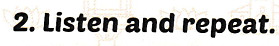 2. Listen and repeat.